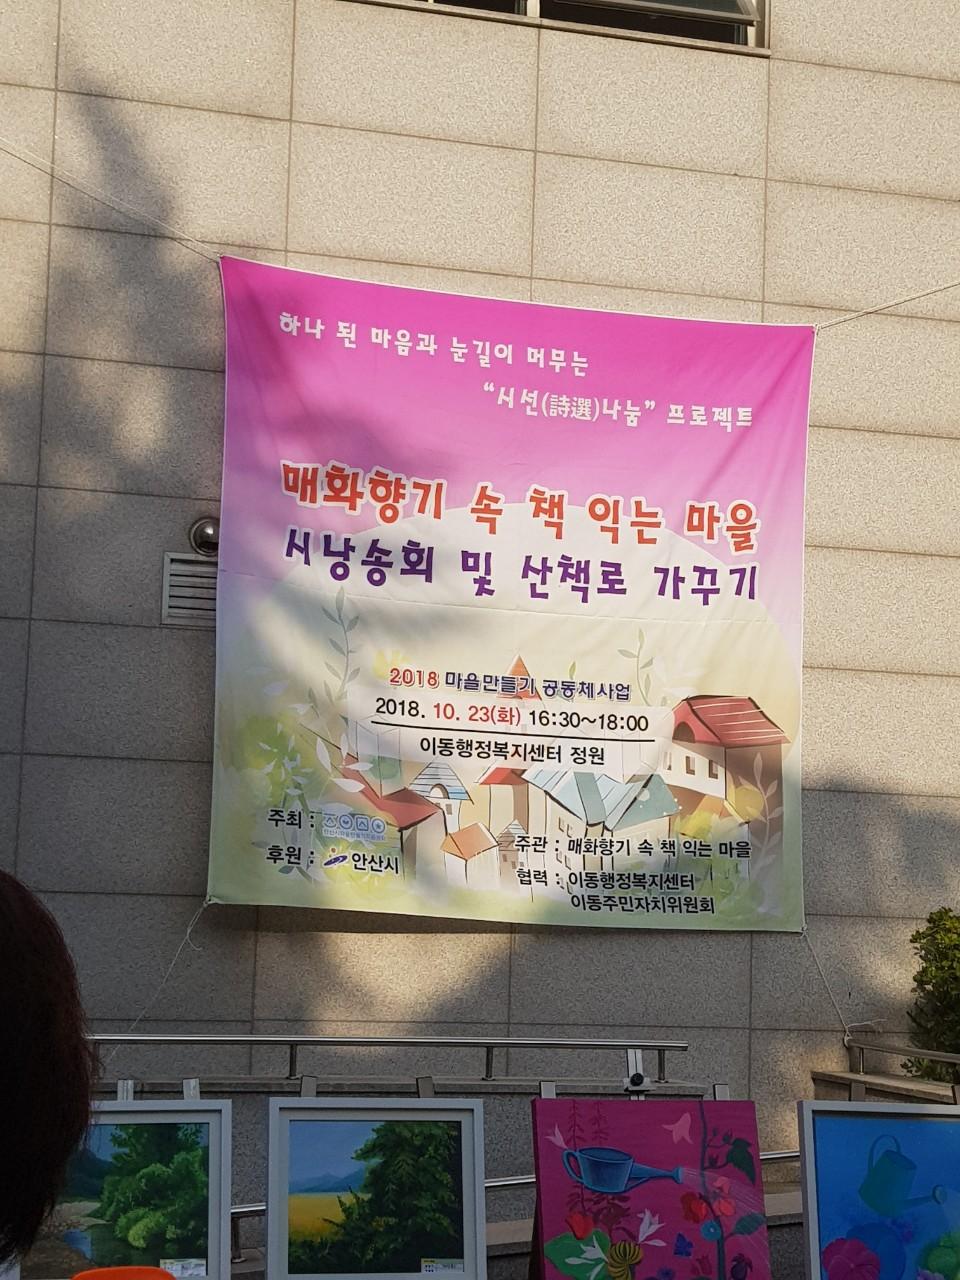 하나 된 마음과 눈길이 머무는
“시선(詩選)나눔” 프로젝트
매화향기 속 책 익는 마을
시낭송회 및 산책로 가꾸기
2018 마을만들기 공동체사업
2018. 10. 23(화) 16:30~18:00
이동행정복지센터 정원
주최 :
후원 : 안산시
주관 : 매화향기 속 책 익는 마을
협력 : 이동행정복지센터
이동주민자치위원회